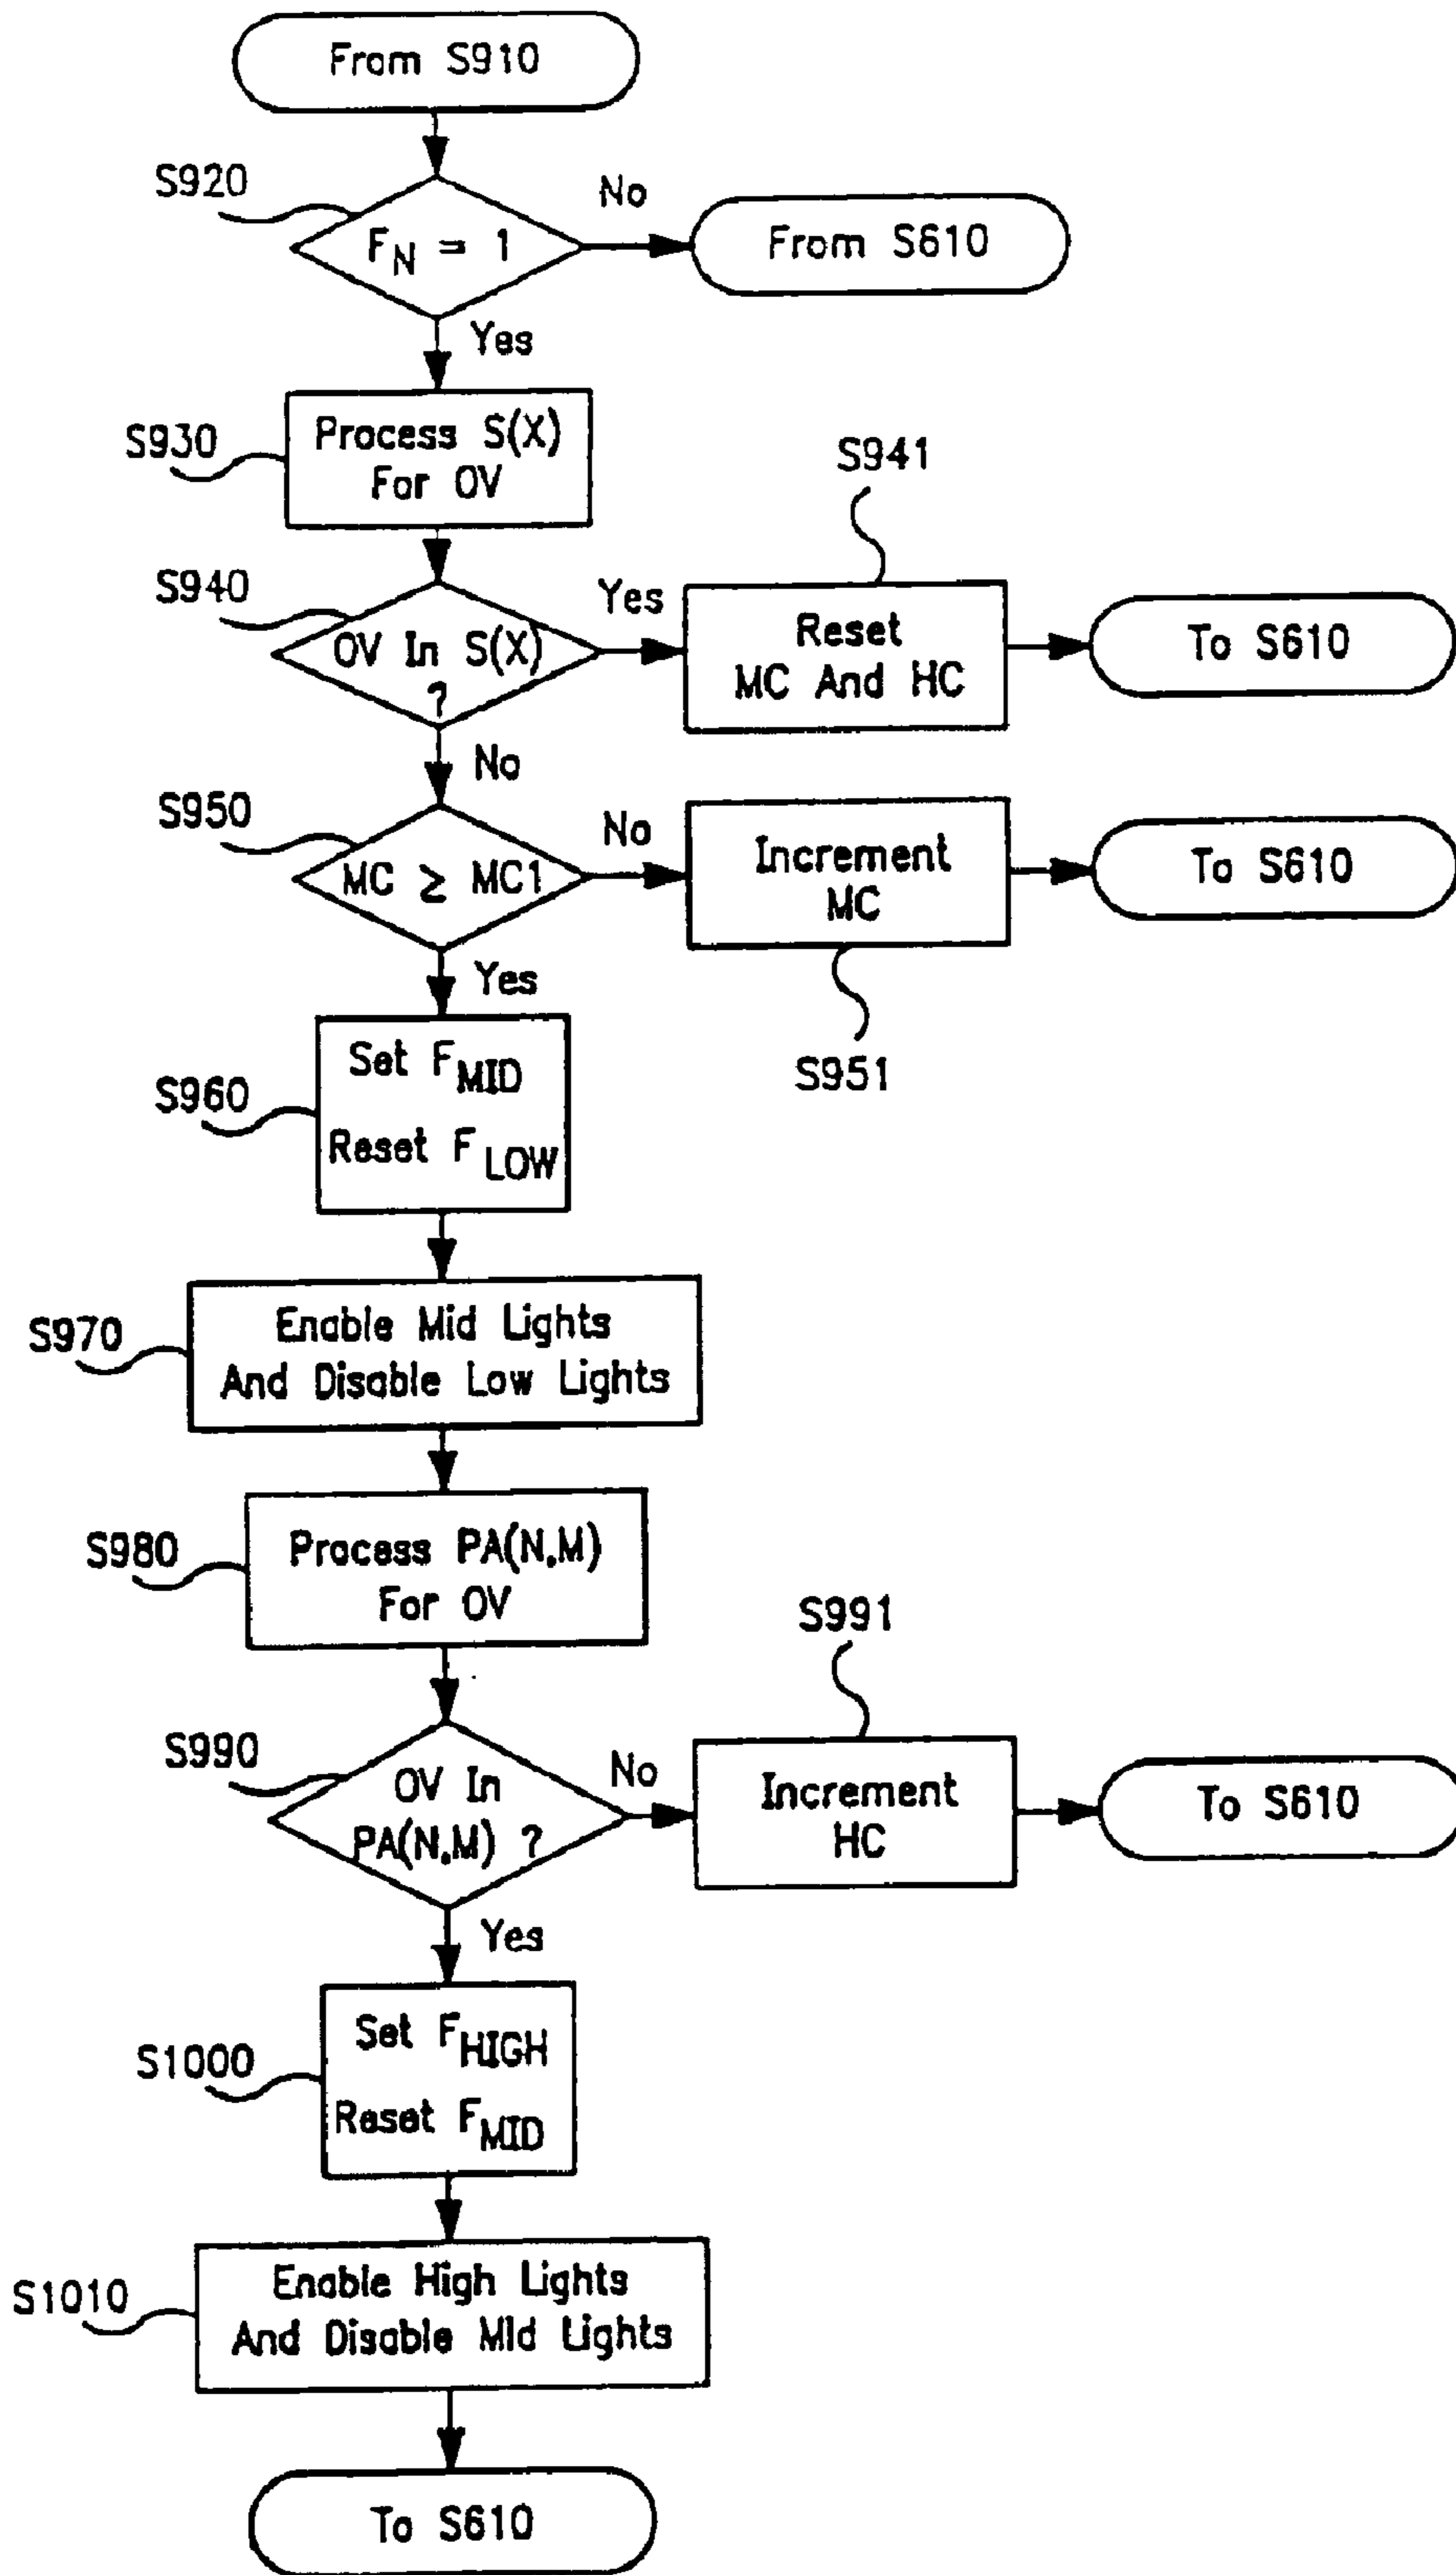 From S910
S920
F_N = 1
No
From S610
Yes
S930
Process S(X)
For OV
S941
S940
OV In S(X)
?
Yes
Reset
MC And HC
To S610
No
S950
MC ≥ MC1
No
Increment
MC
To S610
S951
Yes
S960
Set F_MID
Reset F_LOW
S970
Enable Mid Lights
And Disable Low Lights
S980
Process PA(N,M)
For OV
S991
S990
OV In
PA(N,M) ?
No
Increment
HC
To S610
Yes
S1000
Set F_HIGH
Reset F_MID
S1010
Enable High Lights
And Disable Mid Lights
To S610